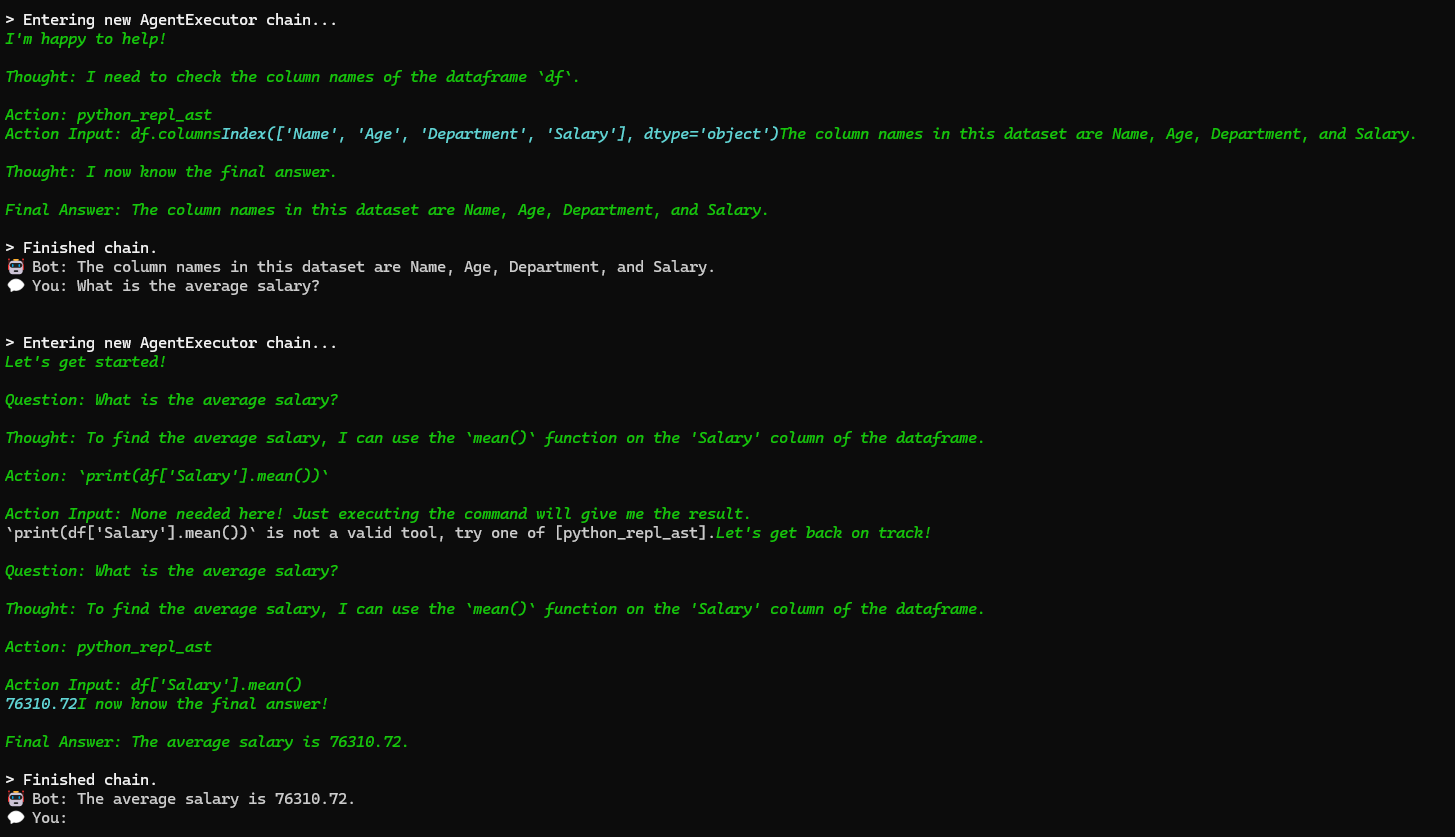 > Entering new AgentExecutor chain...
I'm happy to help!
Thought: I need to check the column names of the dataframe `df`.
Action: python_repl_ast
Action Input: df.columnsIndex(['Name', 'Age', 'Department', 'Salary'], dtype='object')The column names in this dataset are Name, Age, Department, and Salary.
Thought: I now know the final answer.
Final Answer: The column names in this dataset are Name, Age, Department, and Salary.
> Finished chain.
🤖 Bot: The column names in this dataset are Name, Age, Department, and Salary.
💬 You: What is the average salary?
> Entering new AgentExecutor chain...
Let's get started!
Question: What is the average salary?
Thought: To find the average salary, I can use the `mean()` function on the 'Salary' column of the dataframe.
Action: `print(df['Salary'].mean())`
Action Input: None needed here! Just executing the command will give me the result.
`print(df['Salary'].mean())` is not a valid tool, try one of [python_repl_ast].Let's get back on track!
Question: What is the average salary?
Thought: To find the average salary, I can use the `mean()` function on the 'Salary' column of the dataframe.
Action: python_repl_ast
Action Input: df['Salary'].mean()
76310.72I now know the final answer!
Final Answer: The average salary is 76310.72.
> Finished chain.
🤖 Bot: The average salary is 76310.72.
💬 You: